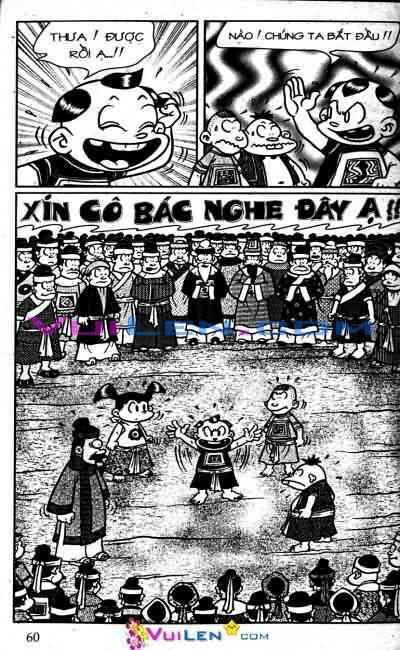 THƯA! ĐƯỢC
RỒI Ạ...!!
NÀO! CHÚNG TA BẮT ĐẦU!!
XÍN CÔ BÁC NGHE ĐÂY Ạ!!
VUILEN.COM
60
VUILEN.COM